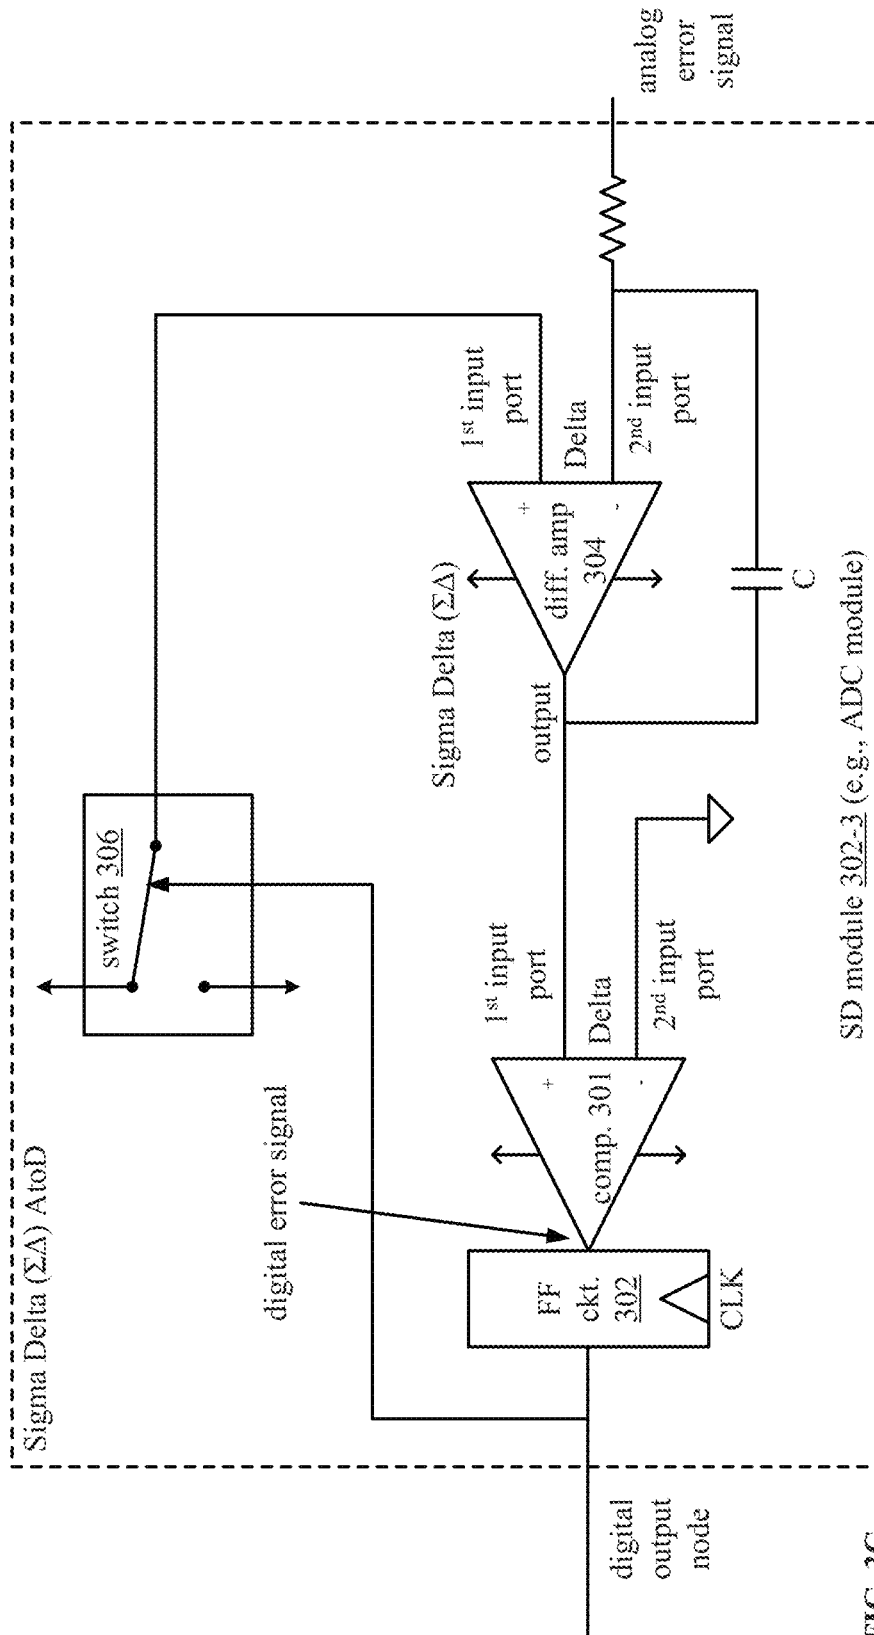 Sigma Delta (ΣΔ) AtoD
switch 306
digital error signal
digital
output
node
FF
ckt.
302
CLK
comp. 301
+
-
1st input
port
Delta
2nd input
port
Sigma Delta (ΣΔ)
output
diff. amp
304
+
-
1st input
port
Delta
2nd input
port
C
analog
error
signal
SD module 302-3 (e.g., ADC module)
FIG.